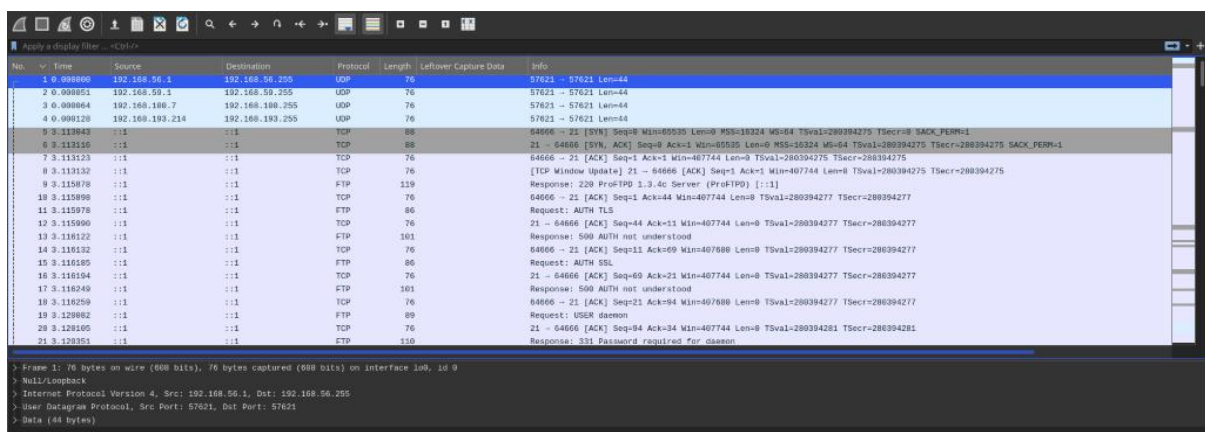 Apply a display filter ... <Ctrl-/>
No. Time Source Destination Protocol Length Leftover Capture Data Info
1 0.000000 192.168.56.1 192.168.56.255 UDP 76 57621 → 57621 Len=44
2 0.000051 192.168.59.1 192.168.59.255 UDP 76 57621 → 57621 Len=44
3 0.000064 192.168.100.7 192.168.100.255 UDP 76 57621 → 57621 Len=44
4 0.000128 192.168.193.214 192.168.193.255 UDP 76 57621 → 57621 Len=44
5 3.113043 ::1 ::1 TCP 88 64666 → 21 [SYN] Seq=0 Win=65535 Len=0 MSS=16324 WS=64 TSval=280394275 TSecr=0 SACK_PERM=1
6 3.113116 ::1 ::1 TCP 88 21 → 64666 [SYN, ACK] Seq=0 Ack=1 Win=65535 Len=0 MSS=16324 WS=64 TSval=280394275 TSecr=280394275 SACK_PERM=1
7 3.113123 ::1 ::1 TCP 76 64666 → 21 [ACK] Seq=1 Ack=1 Win=407744 Len=0 TSval=280394275 TSecr=280394275
8 3.113132 ::1 ::1 TCP 76 [TCP Window Update] 21 → 64666 [ACK] Seq=1 Ack=1 Win=407744 Len=0 TSval=280394275 TSecr=280394275
9 3.115878 ::1 ::1 FTP 119 Response: 220 ProFTPD 1.3.4c Server (ProFTPD) [::1]
10 3.115898 ::1 ::1 TCP 76 64666 → 21 [ACK] Seq=1 Ack=44 Win=407744 Len=0 TSval=280394277 TSecr=280394277
11 3.115978 ::1 ::1 FTP 86 Request: AUTH TLS
12 3.115990 ::1 ::1 TCP 76 21 → 64666 [ACK] Seq=44 Ack=11 Win=407744 Len=0 TSval=280394277 TSecr=280394277
13 3.116122 ::1 ::1 FTP 101 Response: 500 AUTH not understood
14 3.116132 ::1 ::1 TCP 76 64666 → 21 [ACK] Seq=11 Ack=69 Win=407680 Len=0 TSval=280394277 TSecr=280394277
15 3.116185 ::1 ::1 FTP 86 Request: AUTH SSL
16 3.116194 ::1 ::1 TCP 76 21 → 64666 [ACK] Seq=69 Ack=21 Win=407744 Len=0 TSval=280394277 TSecr=280394277
17 3.116249 ::1 ::1 FTP 101 Response: 500 AUTH not understood
18 3.116259 ::1 ::1 TCP 76 64666 → 21 [ACK] Seq=21 Ack=94 Win=407680 Len=0 TSval=280394277 TSecr=280394277
19 3.120082 ::1 ::1 FTP 89 Request: USER daemon
20 3.120105 ::1 ::1 TCP 76 21 → 64666 [ACK] Seq=94 Ack=34 Win=407744 Len=0 TSval=280394281 TSecr=280394281
21 3.120351 ::1 ::1 FTP 110 Response: 331 Password required for daemon
> Frame 1: 76 bytes on wire (608 bits), 76 bytes captured (608 bits) on interface lo0, id 0
> Null/Loopback
> Internet Protocol Version 4, Src: 192.168.56.1, Dst: 192.168.56.255
> User Datagram Protocol, Src Port: 57621, Dst Port: 57621
> Data (44 bytes)